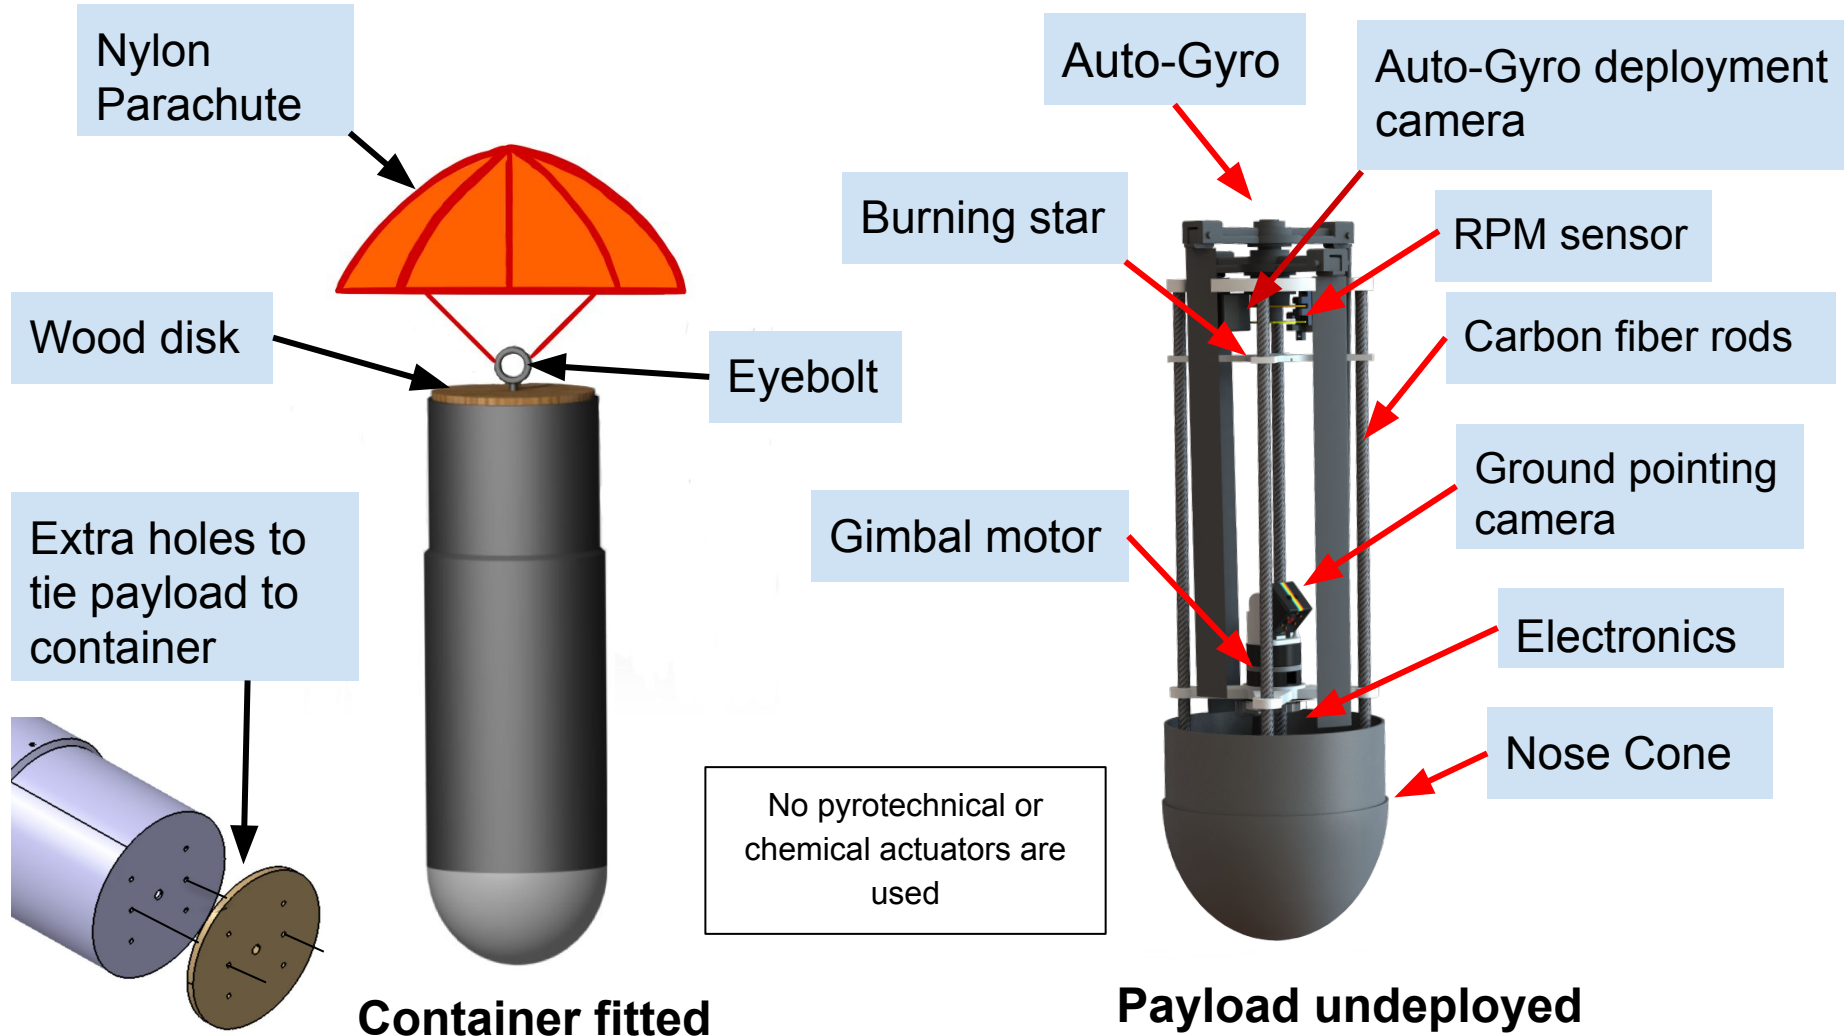 Nylon
Parachute
Wood disk
Eyebolt
Extra holes to
tie payload to
container
Container fitted
No pyrotechnical or
chemical actuators are
used
Auto-Gyro
Auto-Gyro deployment
camera
Burning star
RPM sensor
Carbon fiber rods
Ground pointing
camera
Gimbal motor
Electronics
Nose Cone
Payload undeployed